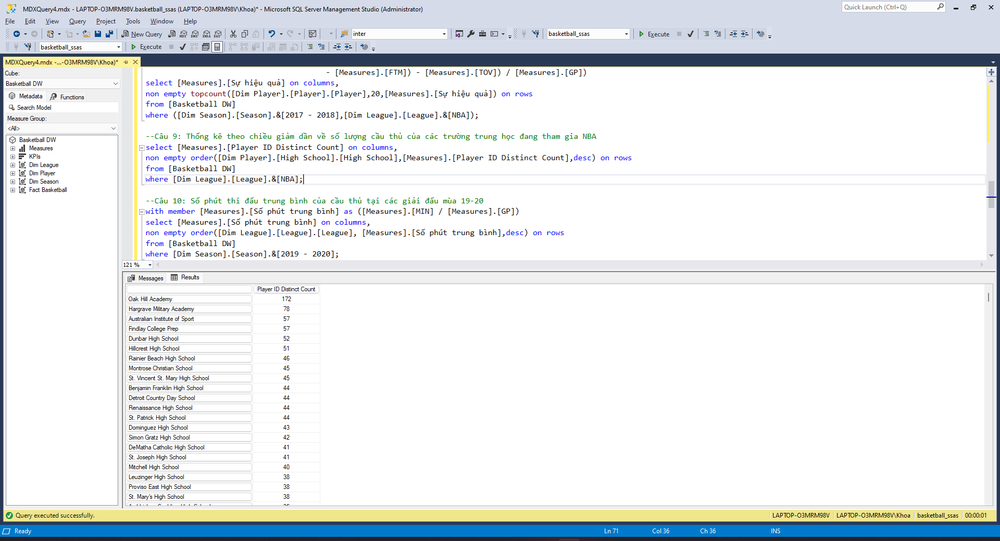 MDXQuery4.mdx - LAPTOP-O3MRM98V.basketball_ssas (LAPTOP-O3MRM98V\Khoa)* - Microsoft SQL Server Management Studio (Administrator)
Quick Launch (Ctrl+Q)
File Edit View Query Project Tools Window Help
New Query
MDX DMX XMLA DAX
inter
basketball_ssas
Execute
basketball_ssas
Execute
MDXQuery4.mdx -...-O3MRM98V\Khoa)*
Cube:
Basketball DW
Metadata
Functions
Search Model
Measure Group:
<All>
Basketball DW
Measures
KPIs
Dim League
Dim Player
Dim Season
Fact Basketball
- [Measures].[FTM]) - [Measures].[TOV]) / [Measures].[GP])
select [Measures].[Sự hiệu quả] on columns,
non empty topcount([Dim Player].[Player].[Player],20,[Measures].[Sự hiệu quả]) on rows
from [Basketball DW]
where ([Dim Season].[Season].&[2017 - 2018],[Dim League].[League].&[NBA]);
--Câu 9: Thống kê theo chiều giảm dần về số lượng cầu thủ của các trường trung học đang tham gia NBA
select [Measures].[Player ID Distinct Count] on columns,
non empty order([Dim Player].[High School].[High School],[Measures].[Player ID Distinct Count],desc) on rows
from [Basketball DW]
where [Dim League].[League].&[NBA];
--Câu 10: Số phút thi đấu trung bình của cầu thủ tại các giải đấu mùa 19-20
with member [Measures].[Số phút trung bình] as ([Measures].[MIN] / [Measures].[GP])
select [Measures].[Số phút trung bình] on columns,
non empty order([Dim League].[League].[League], [Measures].[Số phút trung bình],desc) on rows
from [Basketball DW]
where [Dim Season].[Season].&[2019 - 2020];
121 %
Messages
Results
Player ID Distinct Count
Oak Hill Academy 172
Hargrave Military Academy 78
Australian Institute of Sport 57
Findlay College Prep 57
Dunbar High School 52
Hillcrest High School 51
Rainier Beach High School 46
Montrose Christian School 45
St. Vincent St. Mary High School 45
Benjamin Franklin High School 44
Detroit Country Day School 44
Renaissance High School 44
St. Patrick High School 44
Dominguez High School 43
Simon Gratz High School 42
DeMatha Catholic High School 41
St. Joseph High School 41
Mitchell High School 40
Leuzinger High School 38
Proviso East High School 38
St. Mary's High School 38
Query executed successfully.
LAPTOP-O3MRM98V
LAPTOP-O3MRM98V\Khoa
basketball_ssas
00:00:01
Ready
Ln 71
Col 36
Ch 36
INS